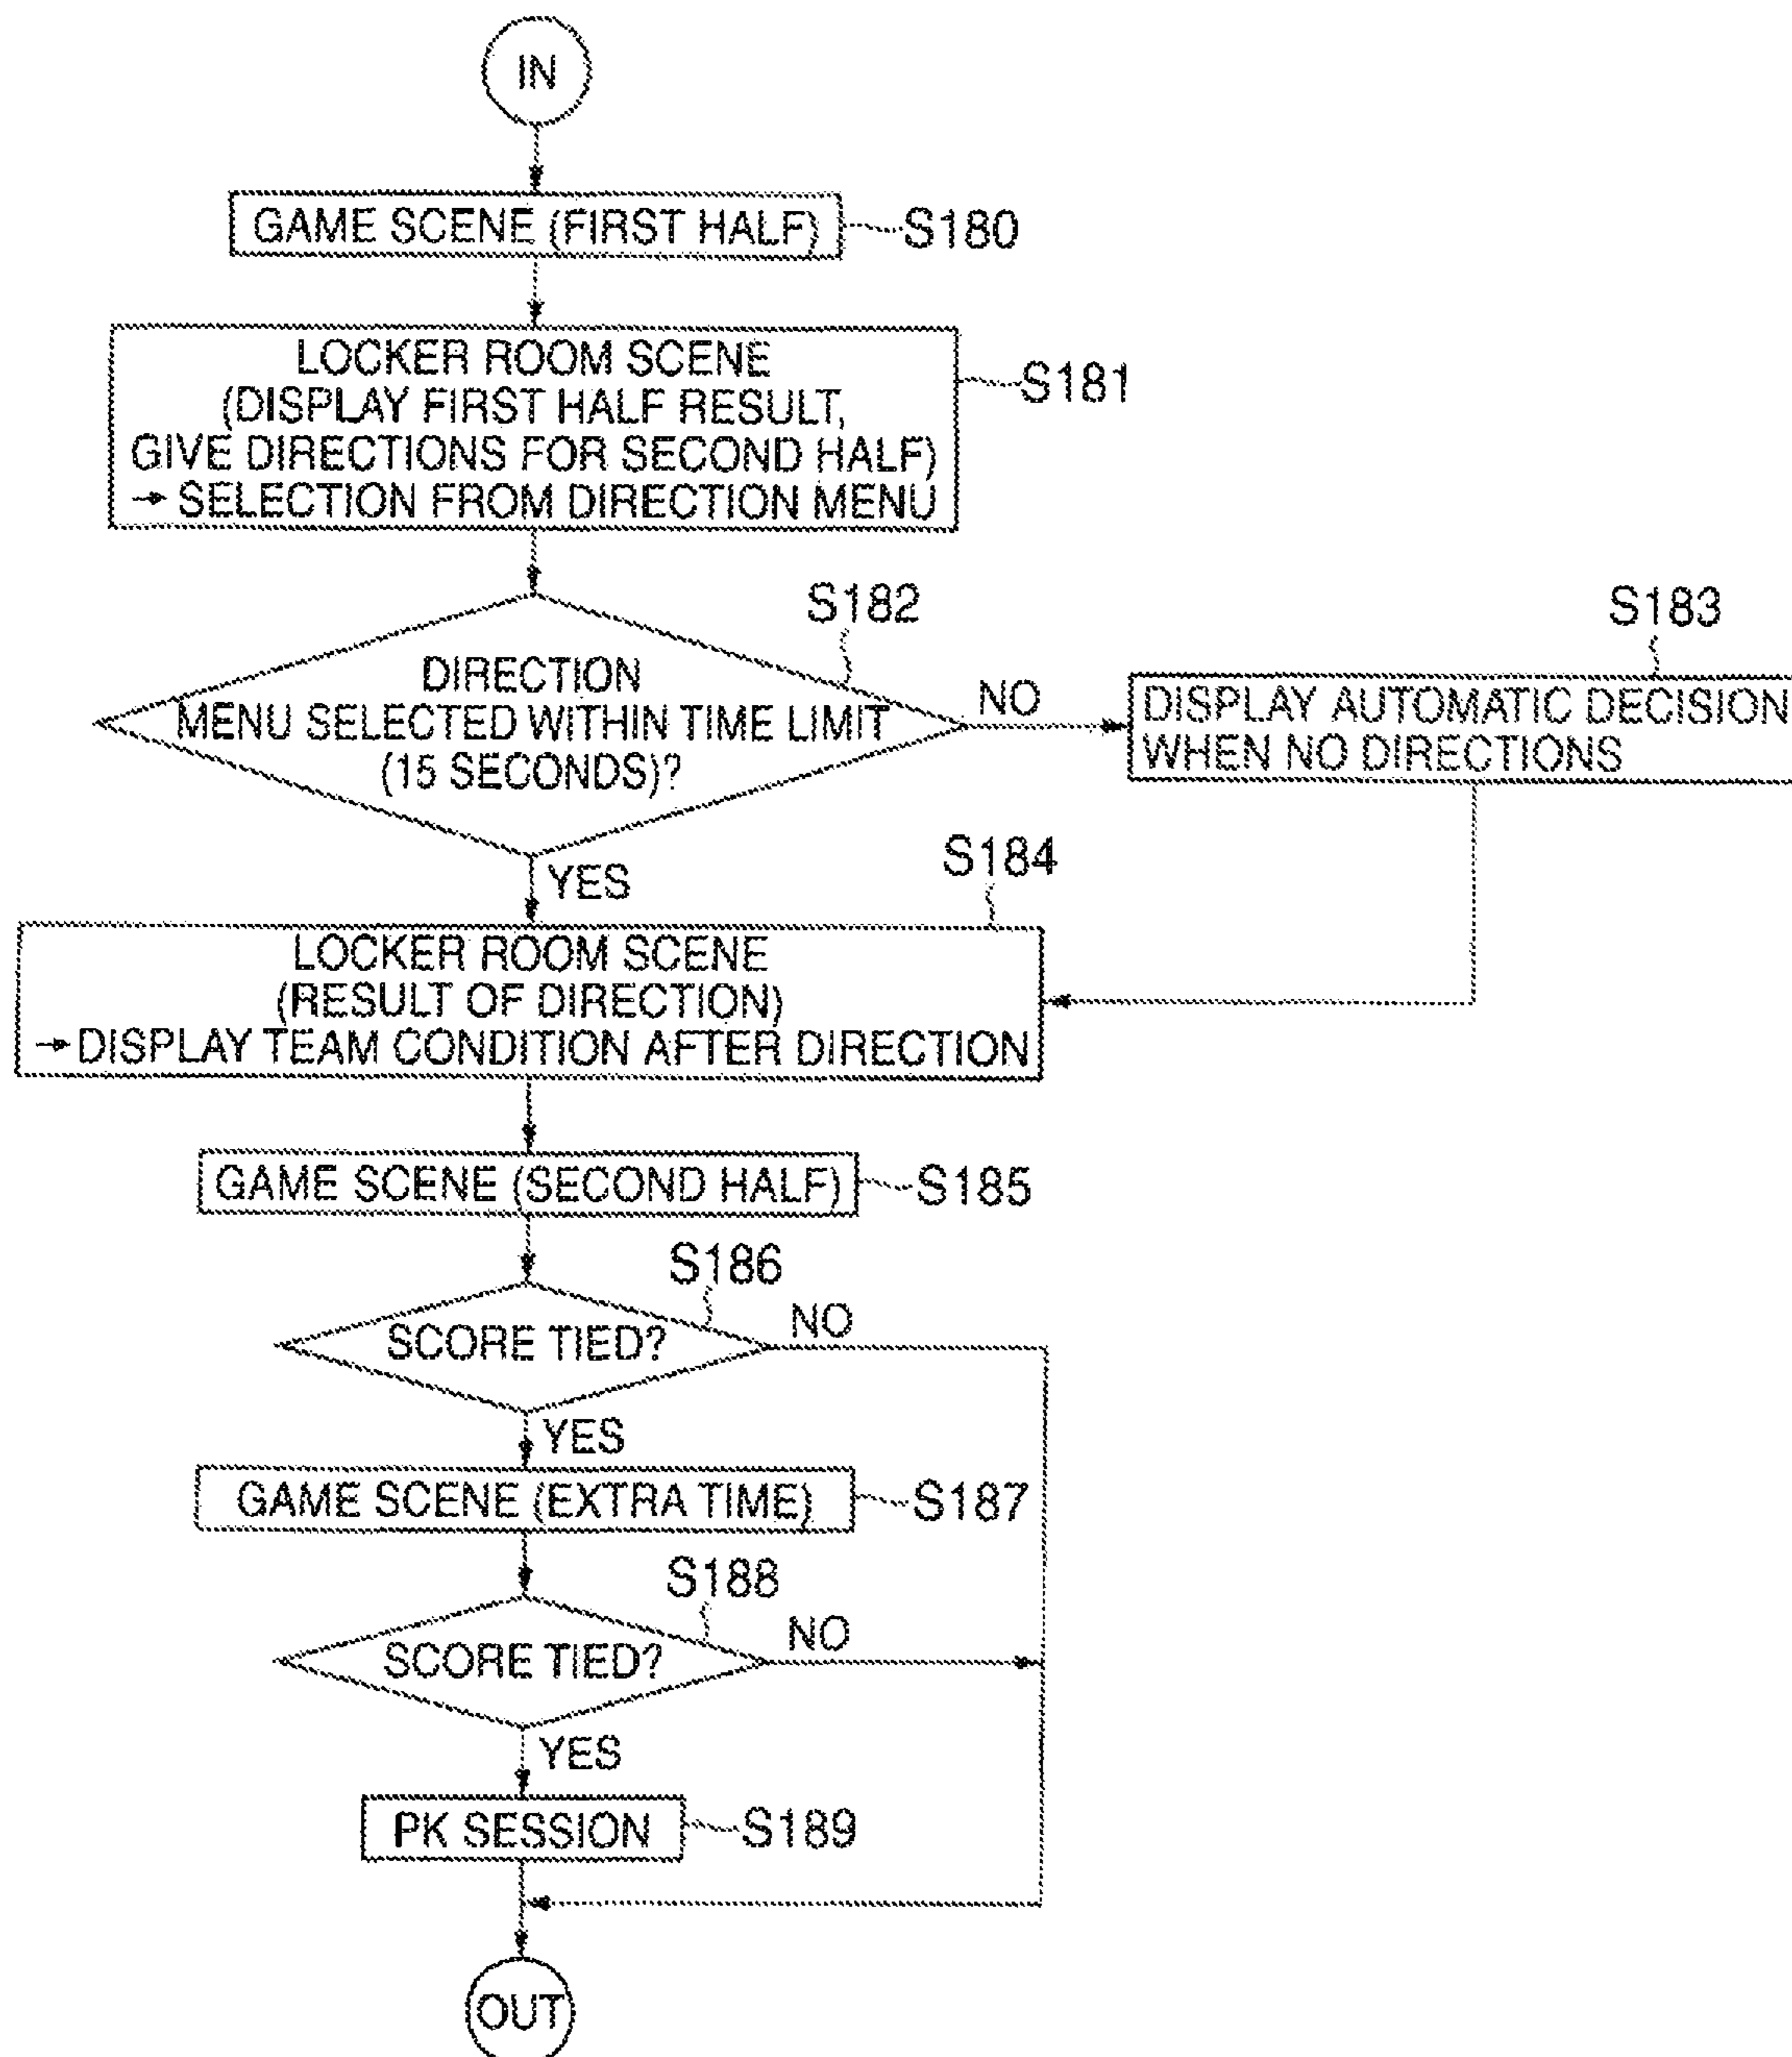 IN
GAME SCENE (FIRST HALF)
S180
LOCKER ROOM SCENE
(DISPLAY FIRST HALF RESULT,
GIVE DIRECTIONS FOR SECOND HALF)
→ SELECTION FROM DIRECTION MENU
S181
S182
DIRECTION
MENU SELECTED WITHIN TIME LIMIT
(15 SECONDS)?
NO
S183
DISPLAY AUTOMATIC DECISION
WHEN NO DIRECTIONS
YES
S184
LOCKER ROOM SCENE
(RESULT OF DIRECTION)
→ DISPLAY TEAM CONDITION AFTER DIRECTION
GAME SCENE (SECOND HALF)
S185
S186
SCORE TIED?
NO
YES
GAME SCENE (EXTRA TIME)
S187
S188
SCORE TIED?
NO
YES
PK SESSION
S189
OUT